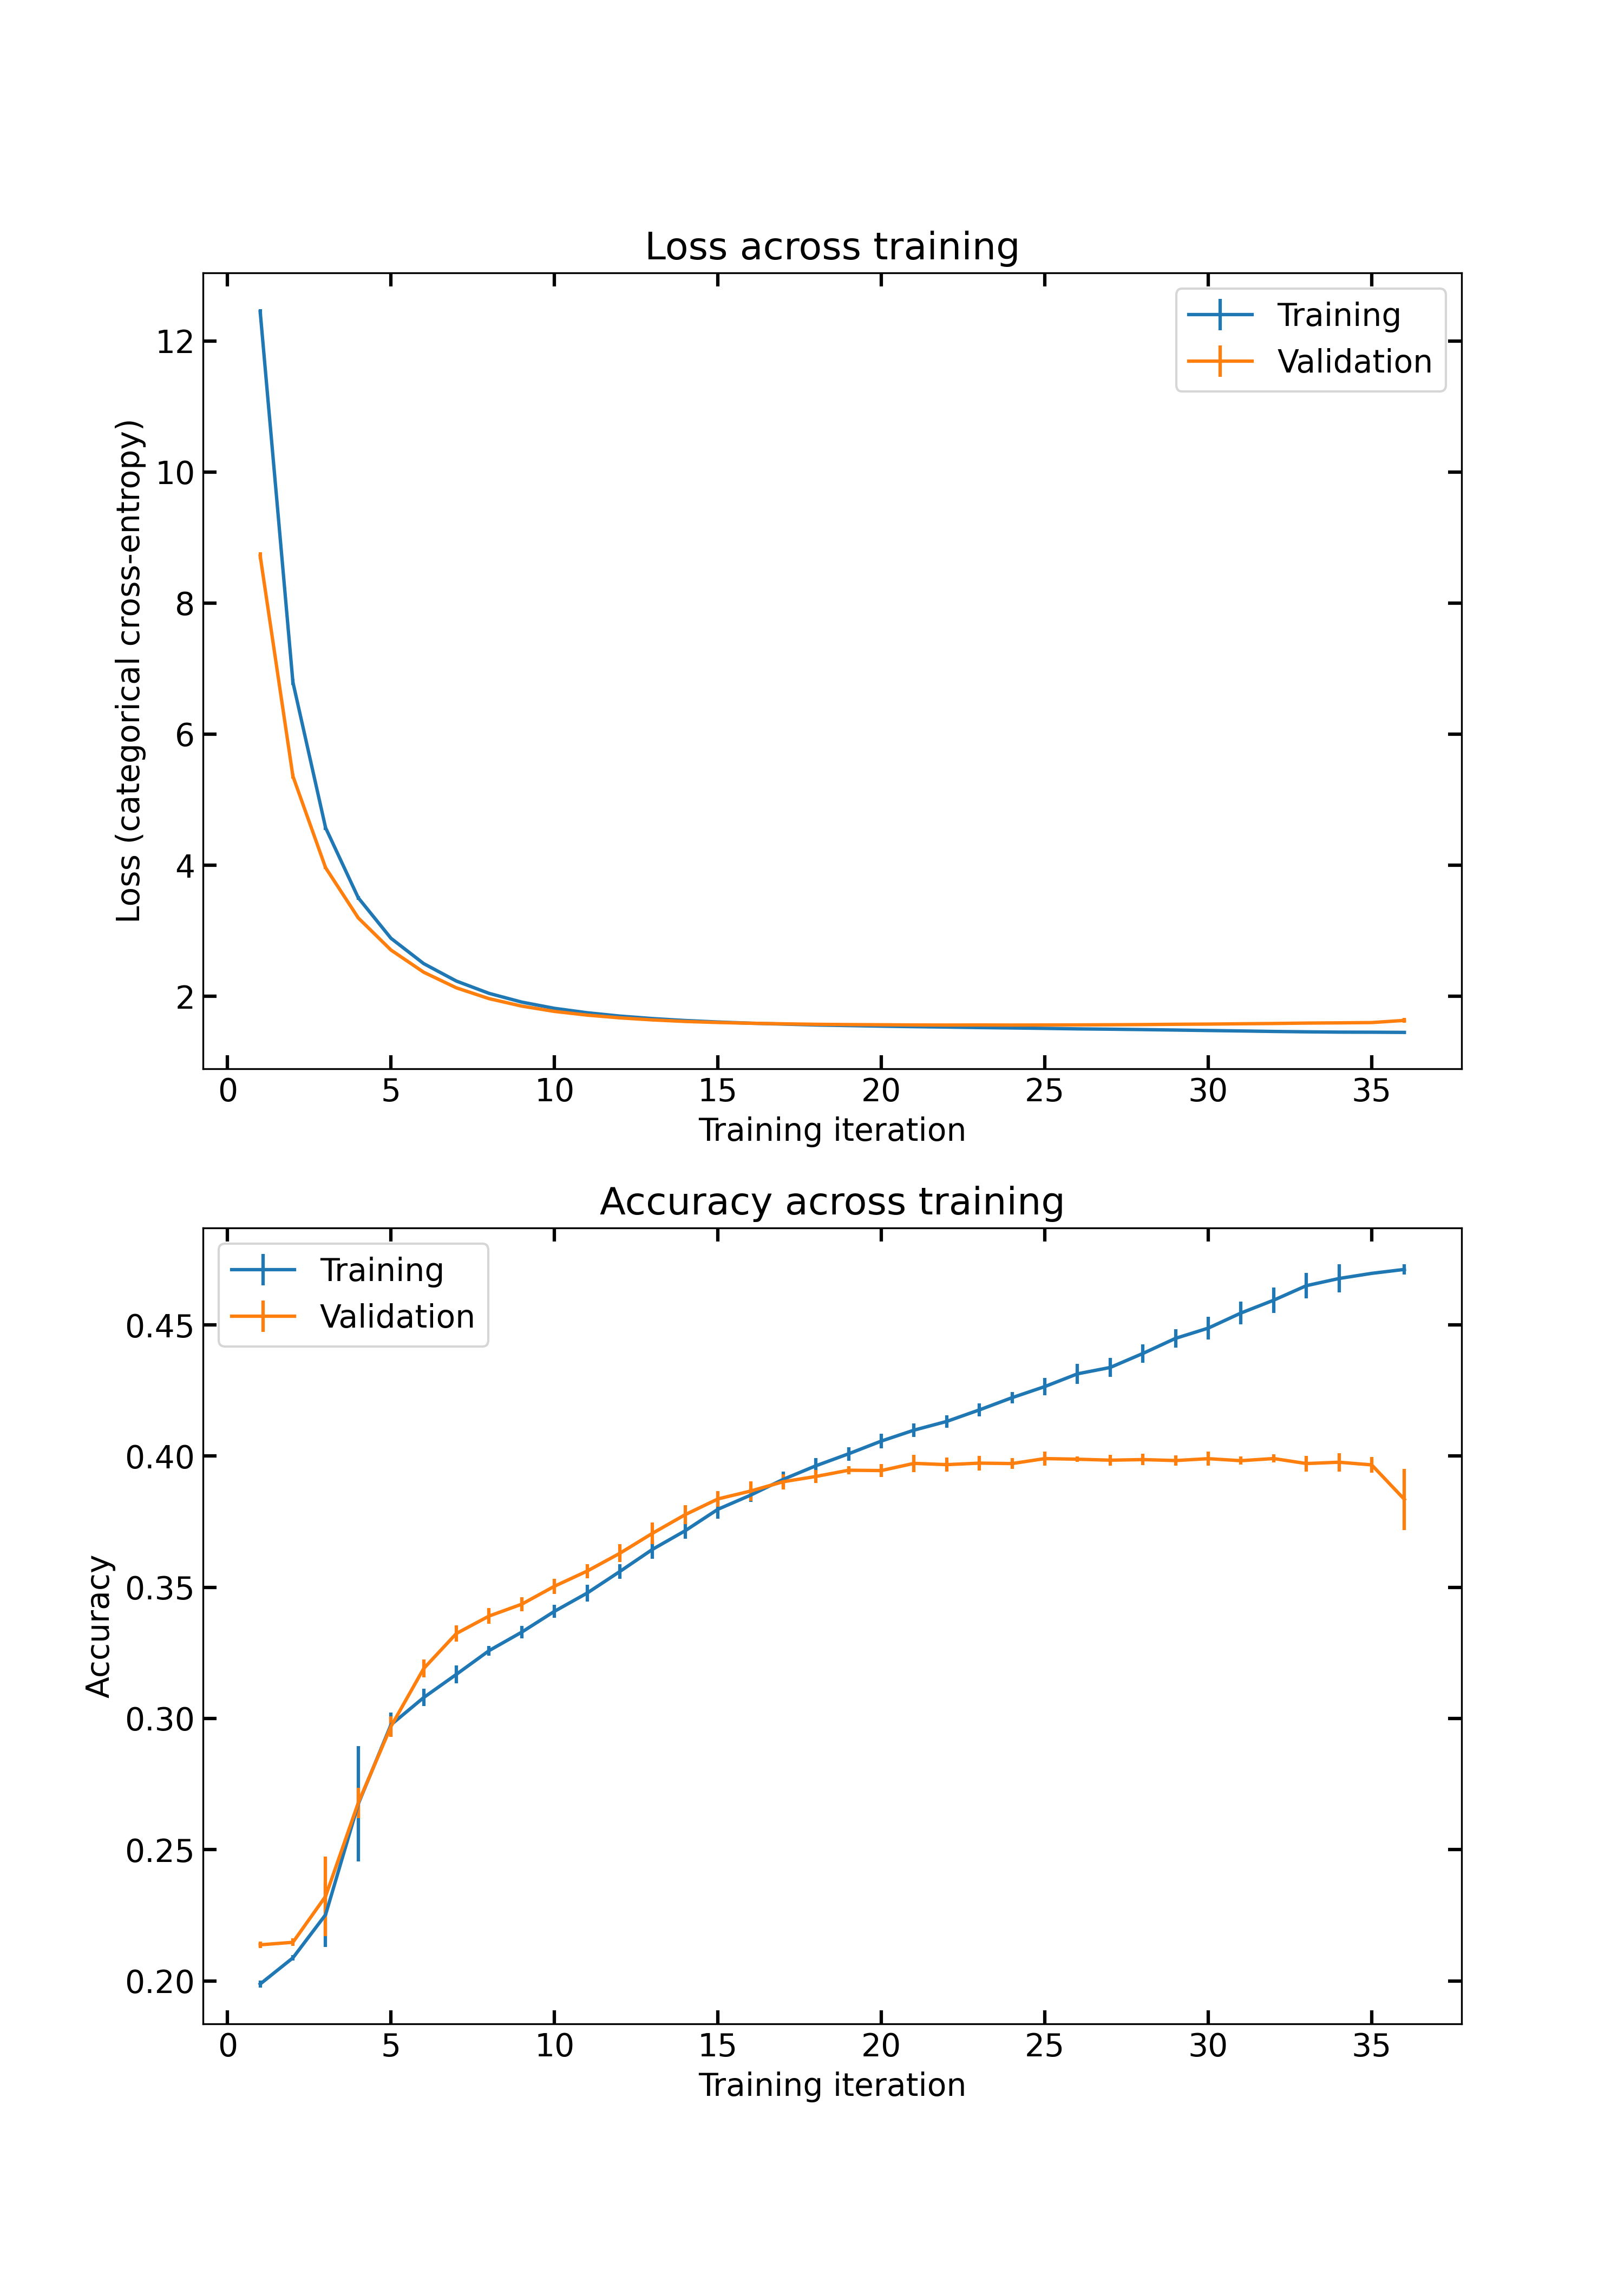 Loss across training
Training
Validation
12
10
8
6
4
2
Loss (categorical cross-entropy)
0 5 10 15 20 25 30 35
Training iteration
Accuracy across training
Training
Validation
0.45
0.40
0.35
0.30
0.25
0.20
Accuracy
0 5 10 15 20 25 30 35
Training iteration